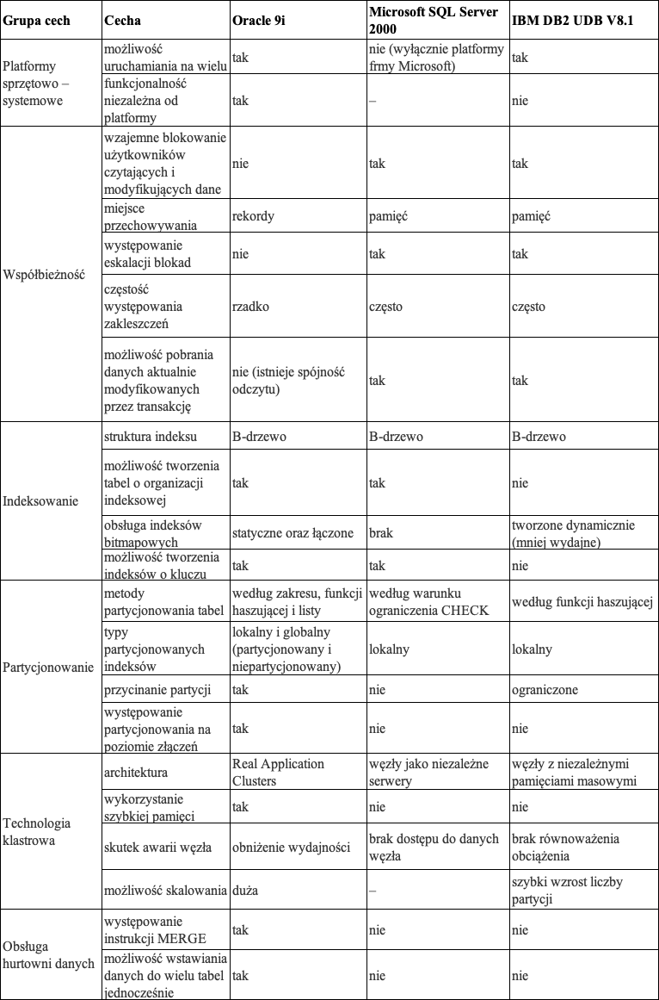 Grupa cech
Cecha
Oracle 9i
Microsoft SQL Server
2000
IBM DB2 UDB V8.1
Platformy
sprzętowo –
systemowe
możliwość
uruchamiania na wielu
tak
nie (wyłącznie platformy
frmy Microsoft)
tak
funkcjonalność
niezależna od
platformy
tak
–
nie
Współbieżność
wzajemne blokowanie
użytkowników
czytających i
modyfikujących dane
nie
tak
tak
miejsce
przechowywania
rekordy
pamięć
pamięć
występowanie
eskalacji blokad
nie
tak
tak
częstość
występowania
zakleszczeń
rzadko
często
często
możliwość pobrania
danych aktualnie
modyfikowanych
przez transakcję
nie (istnieje spójność
odczytu)
tak
tak
Indeksowanie
struktura indeksu
B-drzewo
B-drzewo
B-drzewo
możliwość tworzenia
tabel o organizacji
indeksowej
tak
tak
nie
obsługa indeksów
bitmapowych
statyczne oraz łączone
brak
tworzone dynamicznie
(mniej wydajne)
możliwość tworzenia
indeksów o kluczu
tak
tak
nie
Partycjonowanie
metody
partycjonowania tabel
według zakresu, funkcji
haszującej i listy
według warunku
ograniczenia CHECK
według funkcji haszującej
typy
partycjonowanych
indeksów
lokalny i globalny
(partycjonowany i
niepartycjonowany)
lokalny
lokalny
przycinanie partycji
tak
nie
ograniczone
występowanie
partycjonowania na
poziomie złączeń
tak
nie
nie
Technologia
klastrowa
architektura
Real Application
Clusters
węzły jako niezależne
serwery
węzły z niezależnymi
pamięciami masowymi
wykorzystanie
szybkiej pamięci
tak
nie
nie
skutek awarii węzła
obniżenie wydajności
brak dostępu do danych
węzła
brak równoważenia
obciążenia
możliwość skalowania
duża
–
szybki wzrost liczby
partycji
Obsługa
hurtowni danych
występowanie
instrukcji MERGE
tak
nie
nie
możliwość wstawiania
danych do wielu tabel
jednocześnie
tak
nie
nie